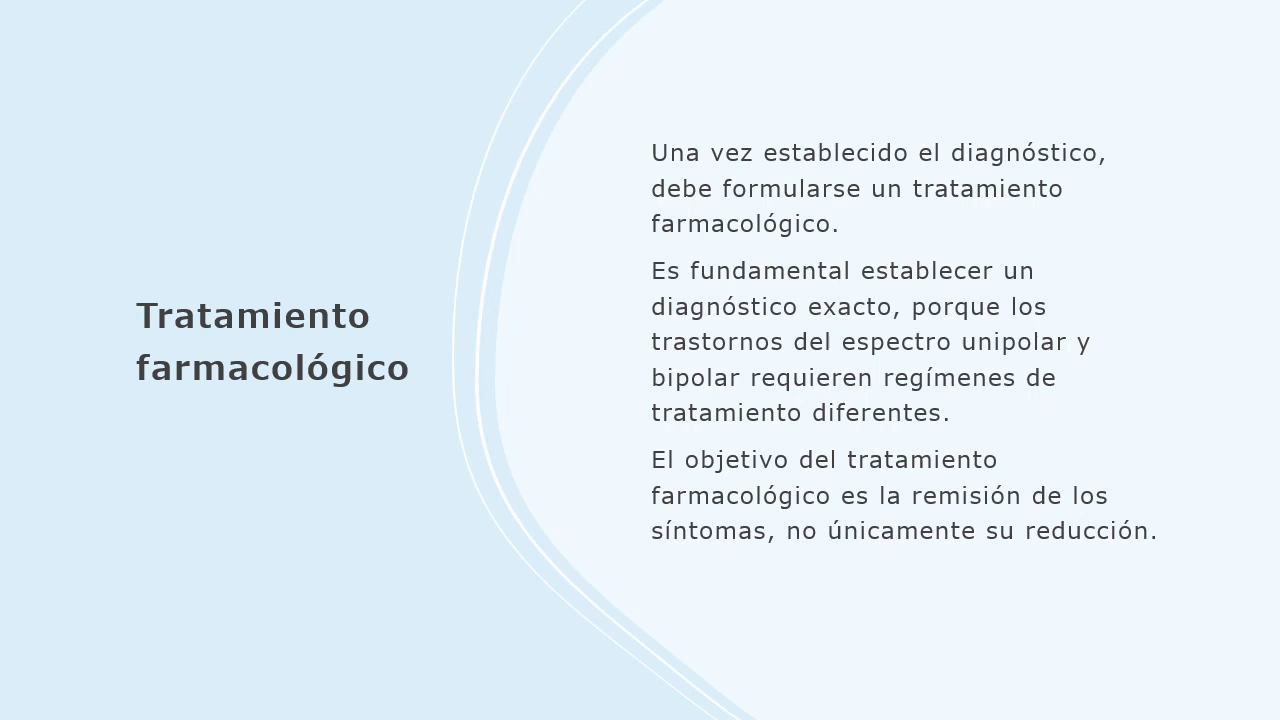 Tratamiento
farmacológico
Una vez establecido el diagnóstico,
debe formularse un tratamiento
farmacológico.
Es fundamental establecer un
diagnóstico exacto, porque los
trastornos del espectro unipolar y
bipolar requieren regímenes de
tratamiento diferentes.
El objetivo del tratamiento
farmacológico es la remisión de los
síntomas, no únicamente su reducción.